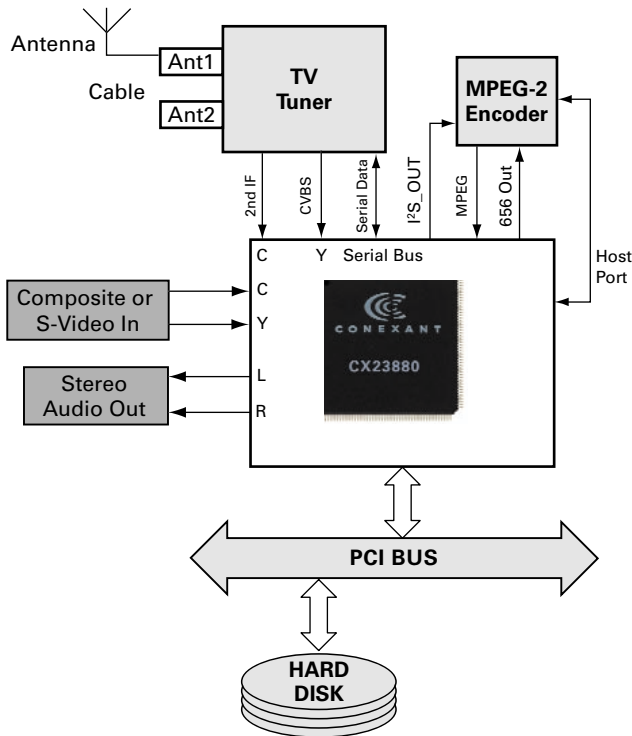 Antenna
Ant1
Cable
Ant2
TV
Tuner
MPEG-2
Encoder
2nd IF
CVBS
Serial Data
I²S_OUT
MPEG
656 Out
Host
Port
C
Y
Serial Bus
C
Y
L
R
Composite or
S-Video In
Stereo
Audio Out
CONEXANT
CX23880
PCI BUS
HARD
DISK